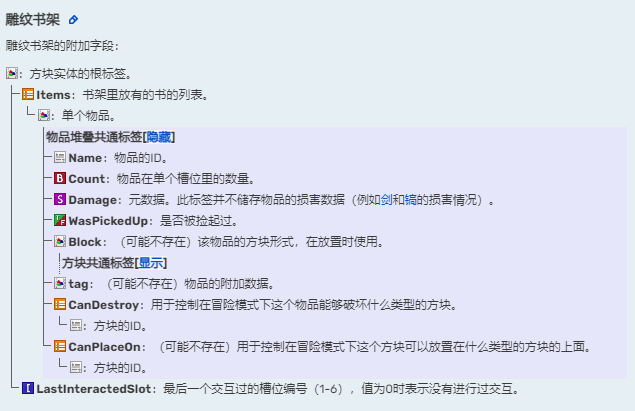 雕纹书架
雕纹书架的附加字段：
：方块实体的根标签。
Items：书架里放有的书的列表。
：单个物品。
物品堆叠共通标签[隐藏]
Name：物品的ID。
B Count：物品在单个槽位里的数量。
S Damage：元数据。此标签并不储存物品的损害数据（例如剑和镐的损害情况）。
WasPickedUp：是否被捡起过。
Block：（可能不存在）该物品的方块形式，在放置时使用。
方块共通标签[显示]
tag：（可能不存在）物品的附加数据。
CanDestroy：用于控制在冒险模式下这个物品能够破坏什么类型的方块。
：方块的ID。
CanPlaceOn：（可能不存在）用于控制在冒险模式下这个方块可以放置在什么类型的方块的上面。
：方块的ID。
I LastInteractedSlot：最后一个交互过的槽位编号（1-6），值为0时表示没有进行过交互。